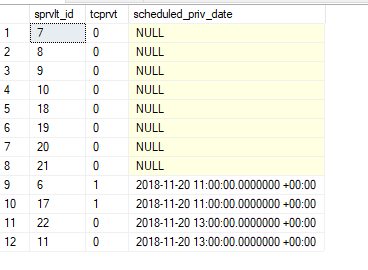 sprvlt_id tcprvt scheduled_priv_date
1 7 0 NULL
2 8 0 NULL
3 9 0 NULL
4 10 0 NULL
5 18 0 NULL
6 19 0 NULL
7 20 0 NULL
8 21 0 NULL
9 6 1 2018-11-20 11:00:00.0000000 +00:00
10 17 1 2018-11-20 11:00:00.0000000 +00:00
11 22 0 2018-11-20 13:00:00.0000000 +00:00
12 11 0 2018-11-20 13:00:00.0000000 +00:00